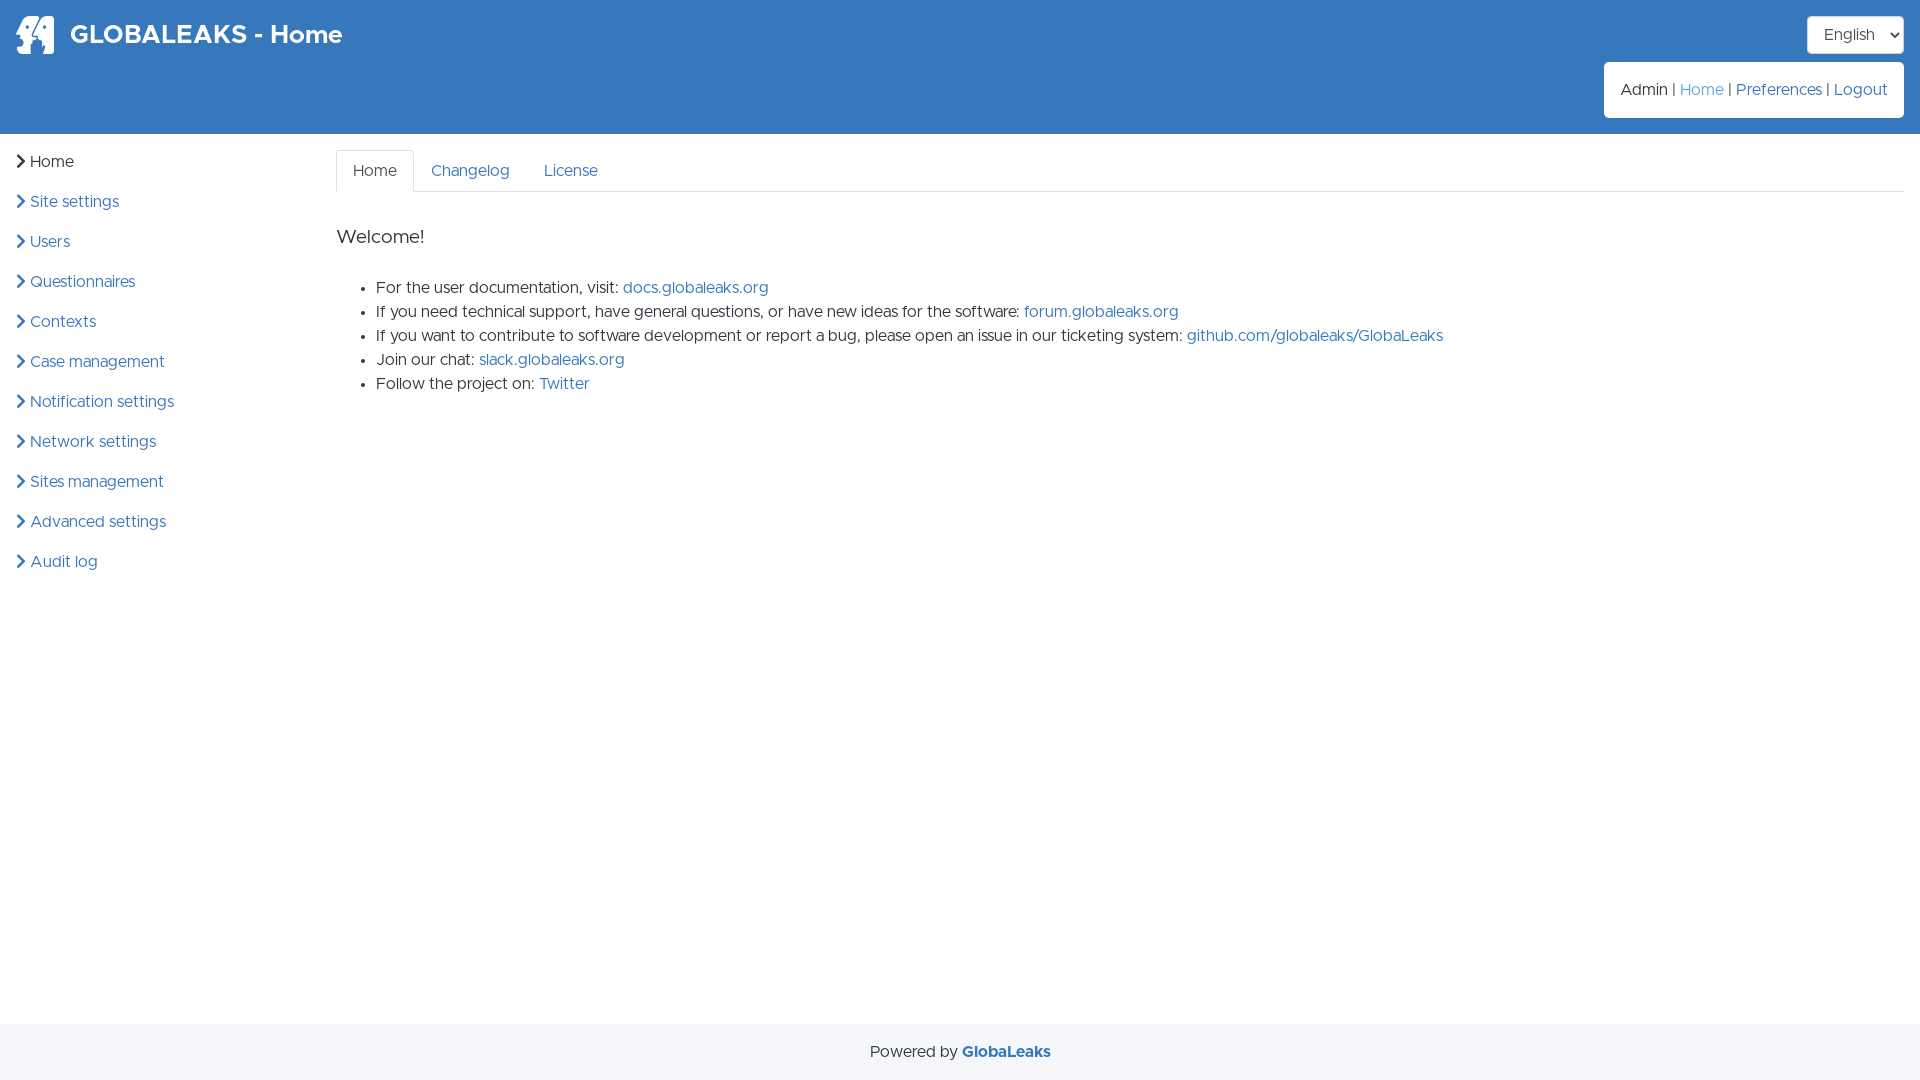 GLOBALEAKS - Home
English
Admin | Home | Preferences | Logout
Home
Site settings
Users
Questionnaires
Contexts
Case management
Notification settings
Network settings
Sites management
Advanced settings
Audit log
Home Changelog License
Welcome!
• For the user documentation, visit: docs.globaleaks.org
• If you need technical support, have general questions, or have new ideas for the software: forum.globaleaks.org
• If you want to contribute to software development or report a bug, please open an issue in our ticketing system: github.com/globaleaks/GlobaLeaks
• Join our chat: slack.globaleaks.org
• Follow the project on: Twitter
Powered by GlobaLeaks